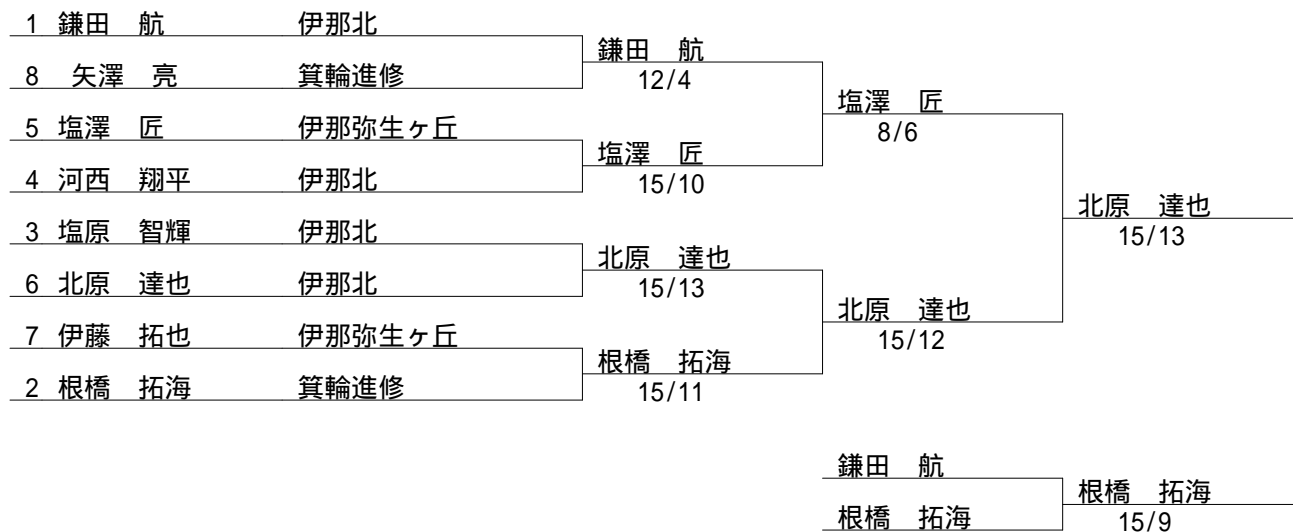 1 鎌田 航 伊那北
鎌田 航
8 矢澤 亮 箕輪進修
12/4
塩澤 匠
5 塩澤 匠 伊那弥生ヶ丘
8/6
塩澤 匠
4 河西 翔平 伊那北
15/10
北原 達也
3 塩原 智輝 伊那北
15/13
北原 達也
6 北原 達也 伊那北
15/13
北原 達也
7 伊藤 拓也 伊那弥生ヶ丘
15/12
根橋 拓海
2 根橋 拓海 箕輪進修
15/11
鎌田 航
根橋 拓海
根橋 拓海
15/9